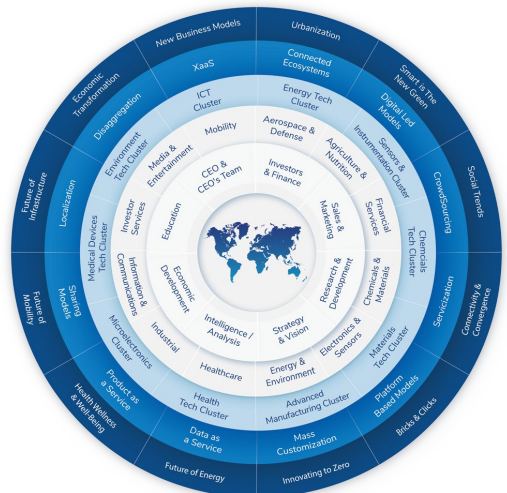 New Business Models
Urbanization
Smart is The
New Green
Social Trends
Connectivity &
Convergence
Bricks & Clicks
Innovating to Zero
Future of Energy
Health Wellness
& Well-Being
Future of
Mobility
Future of
Infrastructure
Economic
Transformation
XaaS
Connected
Ecosystems
Digital Led
Models
CrowdSourcing
Servicization
Platform
Based Models
Mass
Customization
Data as
a Service
Product as
a Service
Sharing
Models
Localization
Disaggregation
ICT
Cluster
Energy Tech
Cluster
Sensors &
Instrumentation Cluster
Chemcials
Tech Cluster
Materials
Tech Cluster
Advanced
Manufacturing Cluster
Health
Tech Cluster
Microelectronics
Cluster
Medical Devices
Tech Cluster
Environment
Tech Cluster
Mobility
Aerospace &
Defense
Agriculture &
Nutrition
Financial
Services
Chemicals &
Materials
Electronics &
Sensors
Energy &
Environment
Healthcare
Industrial
Information &
Communications
Investor
Services
Media &
Entertainment
CEO &
CEO's Team
Investors
& Finance
Sales &
Marketing
Research &
Development
Strategy
& Vision
Intelligence /
Analysis
Economic
Development
Education